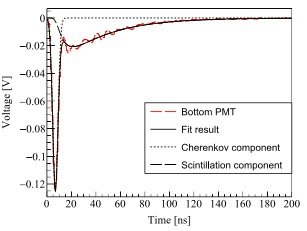 0
−0.02
−0.04
−0.06
−0.08
−0.1
−0.12
Voltage [V]
Bottom PMT
Fit result
Cherenkov component
Scintillation component
0 20 40 60 80 100 120 140 160 180 200
Time [ns]